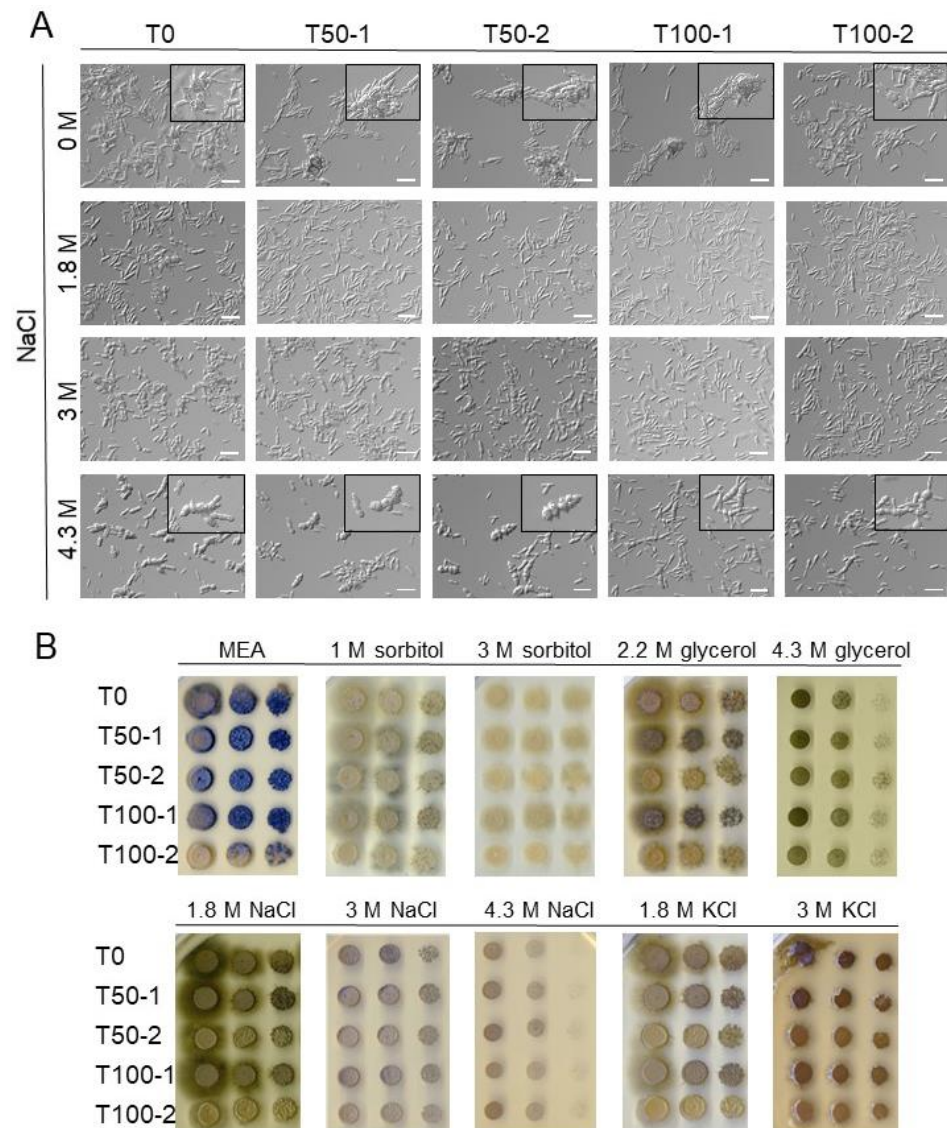 A
T0 T50-1 T50-2 T100-1 T100-2
NaCl
0 M
1.8 M
3 M
4.3 M
B
MEA 1 M sorbitol 3 M sorbitol 2.2 M glycerol 4.3 M glycerol
T0
T50-1
T50-2
T100-1
T100-2
1.8 M NaCl 3 M NaCl 4.3 M NaCl 1.8 M KCl 3 M KCl
T0
T50-1
T50-2
T100-1
T100-2